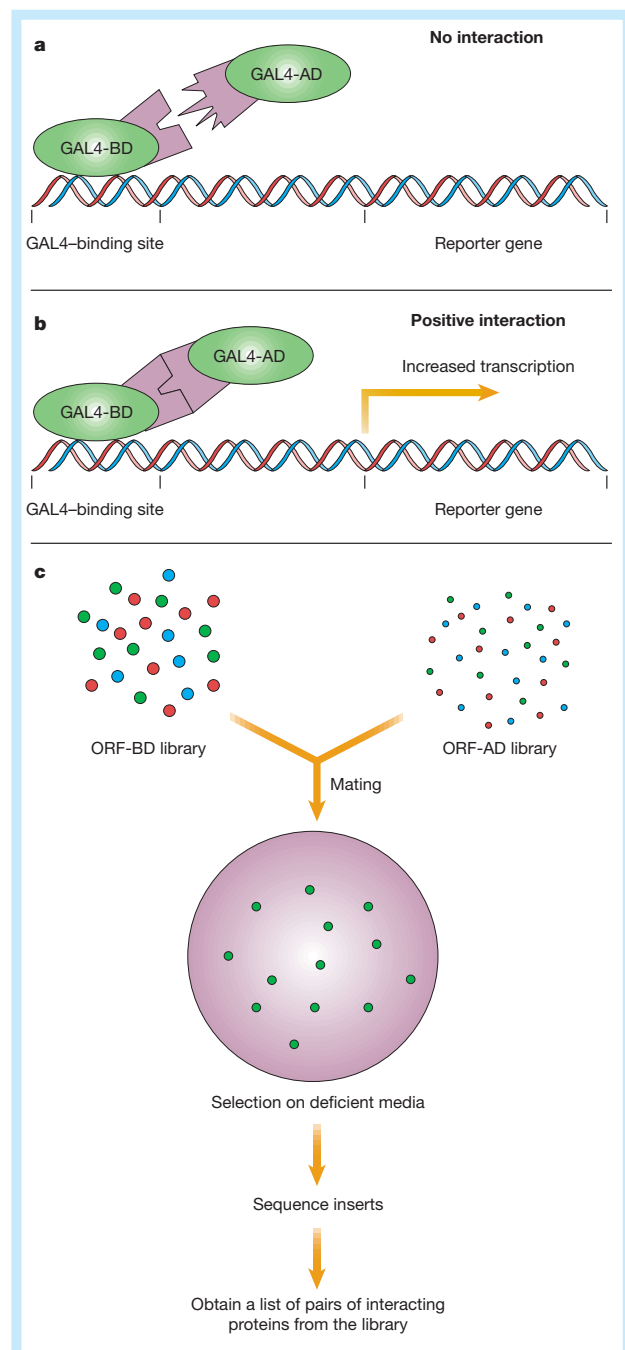 a
No interaction
GAL4-AD
GAL4-BD
GAL4–binding site
Reporter gene
b
Positive interaction
GAL4-AD
Increased transcription
GAL4-BD
GAL4–binding site
Reporter gene
c
ORF-BD library
ORF-AD library
Mating
Selection on deficient media
Sequence inserts
Obtain a list of pairs of interacting
proteins from the library